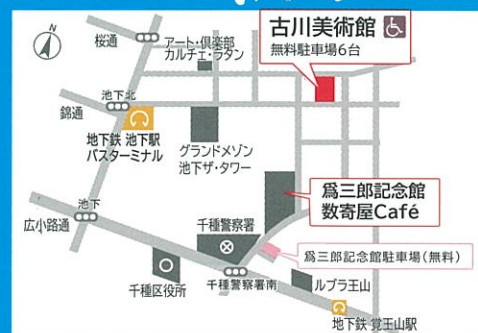 古川美術館
無料駐車場6台
桜通
アート・倶楽部
カルチェ・ラタン
池下北
錦通
地下鉄 池下駅
バスターミナル
グランドメゾン
池下ザ・タワー
爲三郎記念館
数寄屋Café
池下
広小路通
千種警察署
爲三郎記念館駐車場(無料)
千種区役所
千種警察署南
ルブラ王山
地下鉄 覚王山駅
N